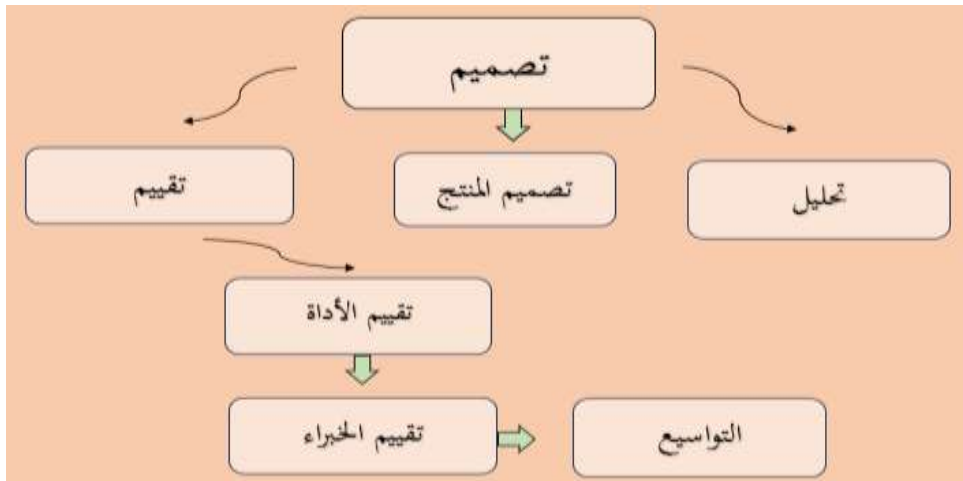 تصميم
تحليل
تصميم المنتج
تقييم
تقييم الأداة
تقييم الخبراء
التواسيع